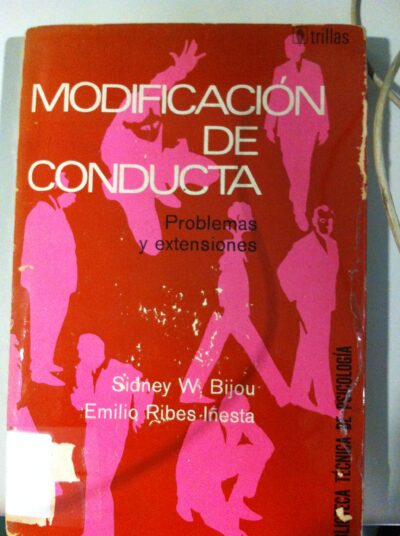 trillas
MODIFICACIÓN
DE
CONDUCTA
Problemas
y extensiones
Sidney W. Bijou
Emilio Ribes-Iñesta
TÉCNICA DE PSICOLOGÍA